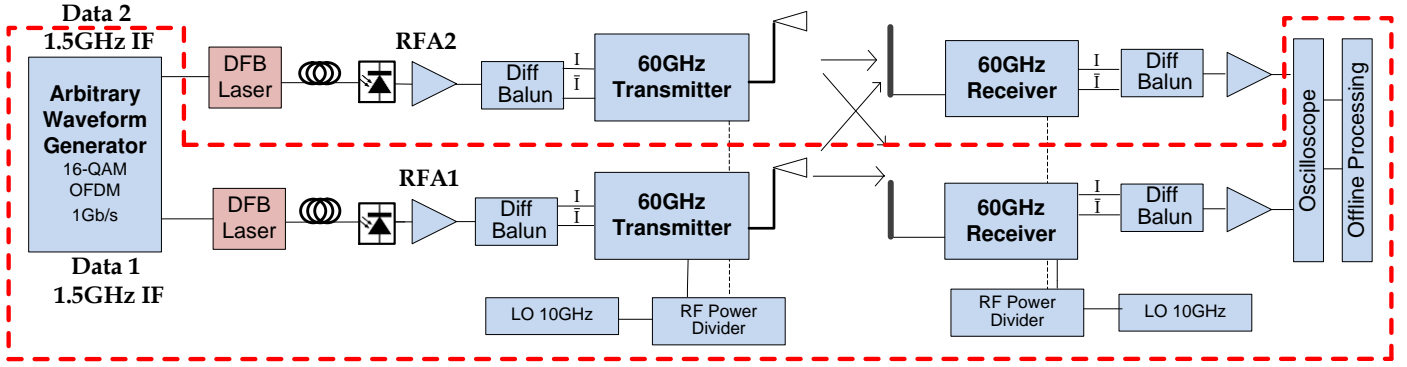 Data 2
1.5GHz IF
Arbitrary
Waveform
Generator
16-QAM
OFDM
1Gb/s
Data 1
1.5GHz IF
DFB
Laser
RFA2
Diff
Balun
I
Ī
60GHz
Transmitter
60GHz
Receiver
I
Ī
Diff
Balun
DFB
Laser
RFA1
Diff
Balun
I
Ī
60GHz
Transmitter
60GHz
Receiver
I
Ī
Diff
Balun
Oscilloscope
Offline Processing
LO 10GHz
RF Power
Divider
RF Power
Divider
LO 10GHz